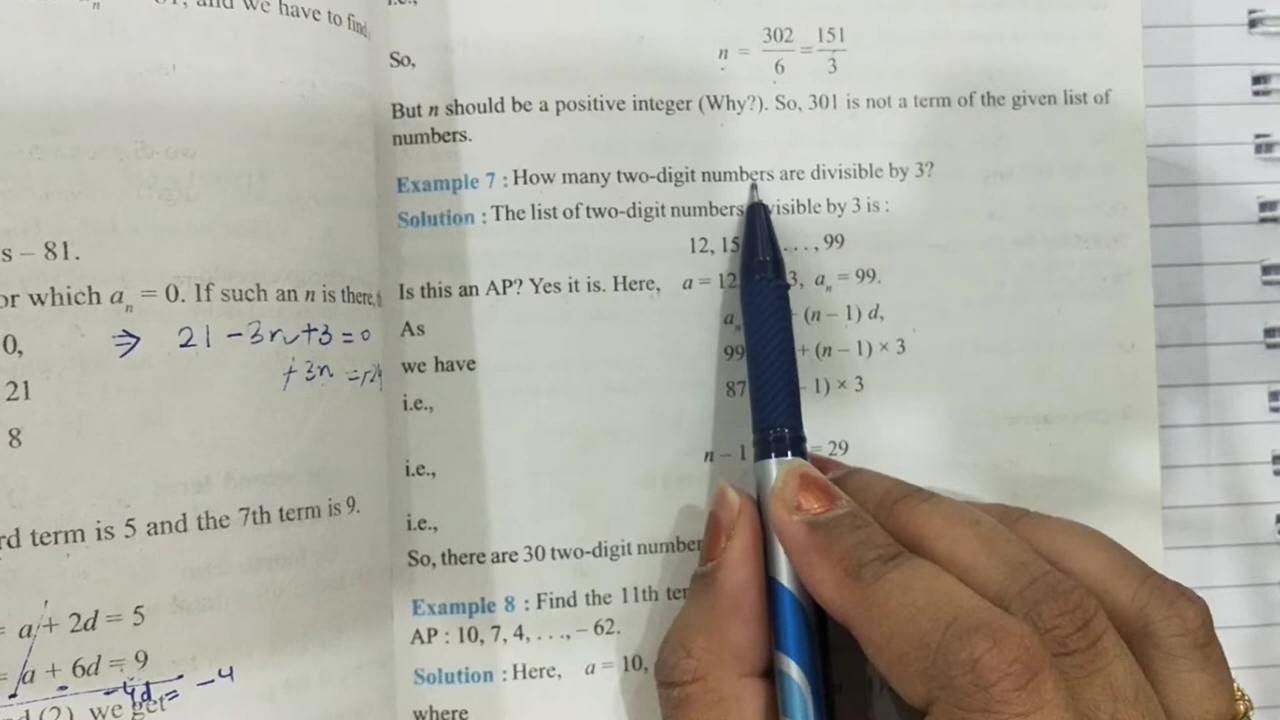 and we have to find
n
s – 81.
or which aₙ = 0. If such an n is there,
0,
⇒ 21 – 3n + 3 = 0
21
+ 3n =
8
rd term is 5 and the 7th term is 9.
= a + 2d = 5
= a + 6d = 9
–4d = –4
(2), we get
i.e.,
So, n = 302/6 = 151/3
But n should be a positive integer (Why?). So, 301 is not a term of the given list of
numbers.
Example 7 : How many two-digit numbers are divisible by 3?
Solution : The list of two-digit numbers visible by 3 is :
12, 15 . . . , 99
Is this an AP? Yes it is. Here, a = 12 3, aₙ = 99.
As a (n – 1) d,
we have 99 + (n – 1) × 3
i.e., 87 – 1) × 3
i.e., n – 1 = 29
i.e.,
So, there are 30 two-digit number
Example 8 : Find the 11th
AP : 10, 7, 4, . . ., – 62.
Solution : Here, a = 10,
where